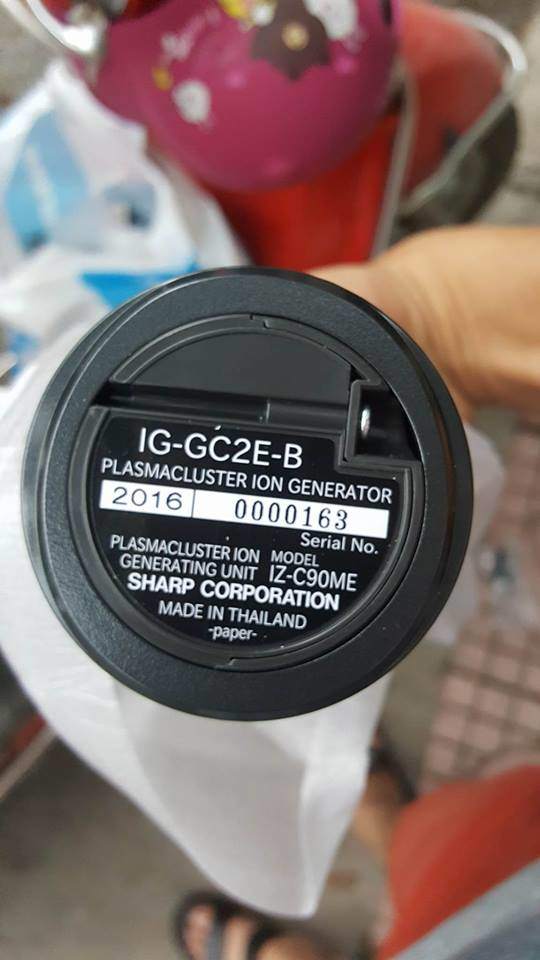 IG-GC2E-B
PLASMACLUSTER ION GENERATOR
2016 0000163
Serial No.
PLASMACLUSTER ION GENERATING UNIT MODEL IZ-C90ME
SHARP CORPORATION
MADE IN THAILAND
-paper-